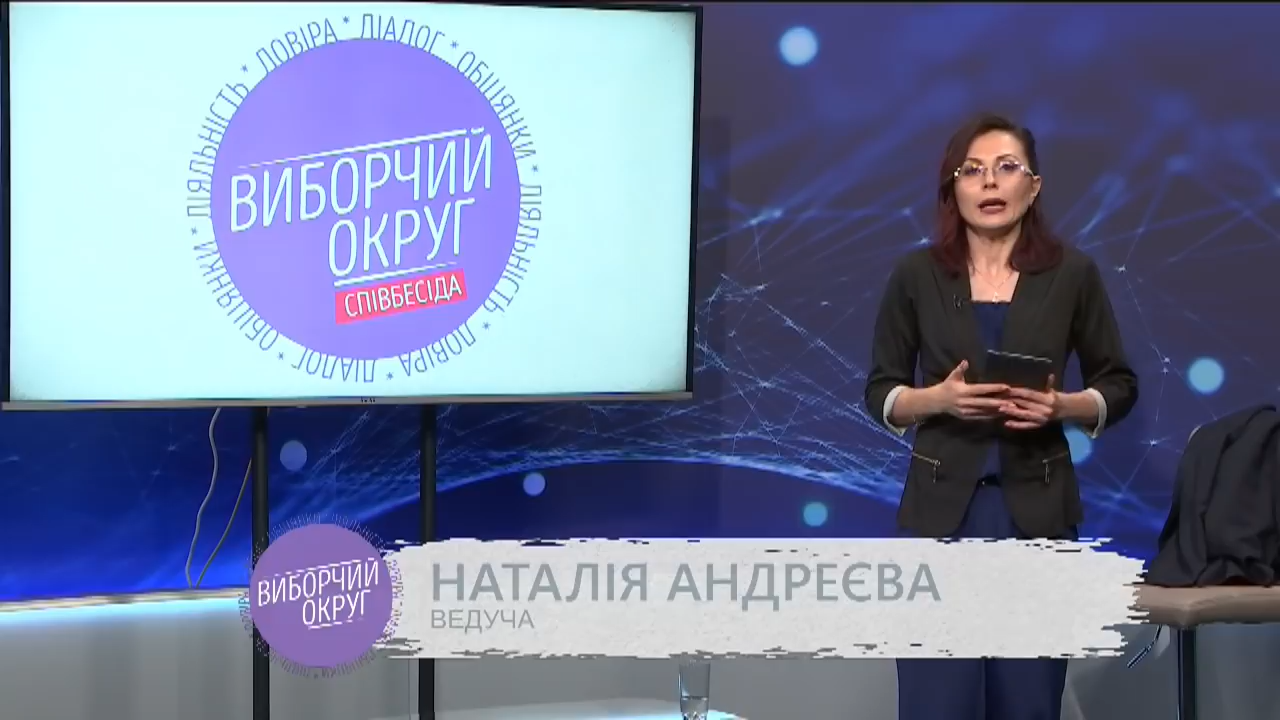 ДОВІРА * ДІАЛОГ * ОБІЦЯНКИ * ДІЯЛЬНІСТЬ * ДОВІРА * ДІАЛОГ * ОБІЦЯНКИ * ДІЯЛЬНІСТЬ *
ВИБОРЧИЙ
ОКРУГ
СПІВБЕСІДА
ВИБОРЧИЙ
ОКРУГ
НАТАЛІЯ АНДРЕЄВА
ВЕДУЧА